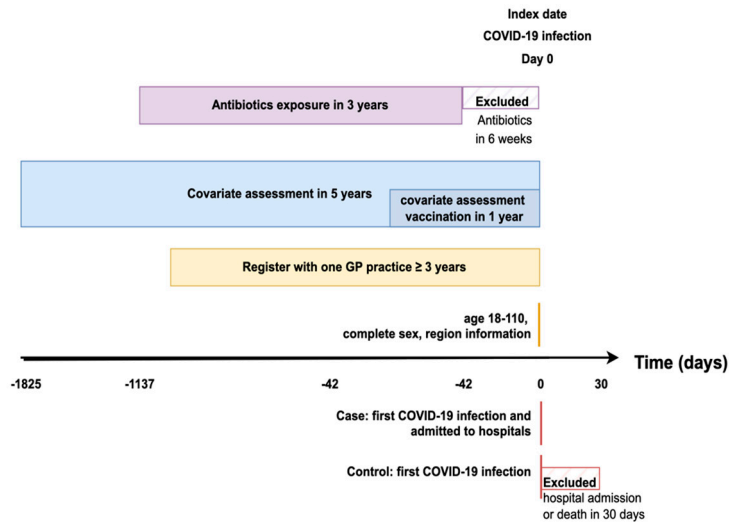 Index date
COVID-19 infection
Day 0
Antibiotics exposure in 3 years
Excluded
Antibiotics
in 6 weeks
Covariate assessment in 5 years
covariate assessment
vaccination in 1 year
Register with one GP practice ≥ 3 years
age 18-110,
complete sex, region information
Time (days)
-1825 -1137 -42 -42 0 30
Case: first COVID-19 infection and
admitted to hospitals
Control: first COVID-19 infection
Excluded
hospital admission
or death in 30 days